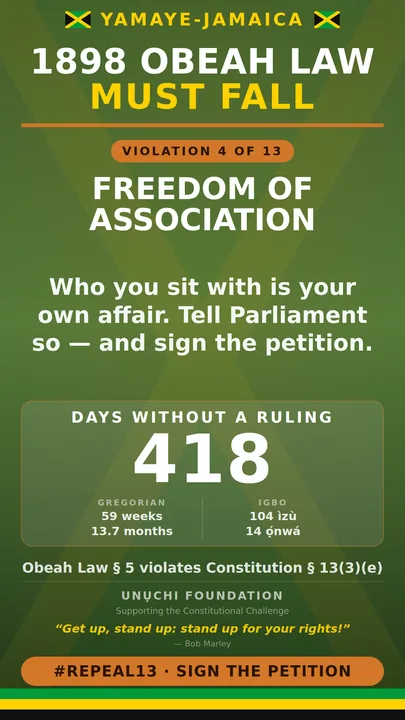 YAMAYE-JAMAICA
1898 OBEAH LAW
MUST FALL
VIOLATION 4 OF 13
FREEDOM OF
ASSOCIATION
Who you sit with is your
own affair. Tell Parliament
so — and sign the petition.
DAYS WITHOUT A RULING
418
GREGORIAN
59 weeks
13.7 months
IGBO
104 ìzù
14 ọ́nwá
Obeah Law § 5 violates Constitution § 13(3)(e)
UNỤCHI FOUNDATION
Supporting the Constitutional Challenge
“Get up, stand up: stand up for your rights!”
— Bob Marley
#REPEAL13 · SIGN THE PETITION